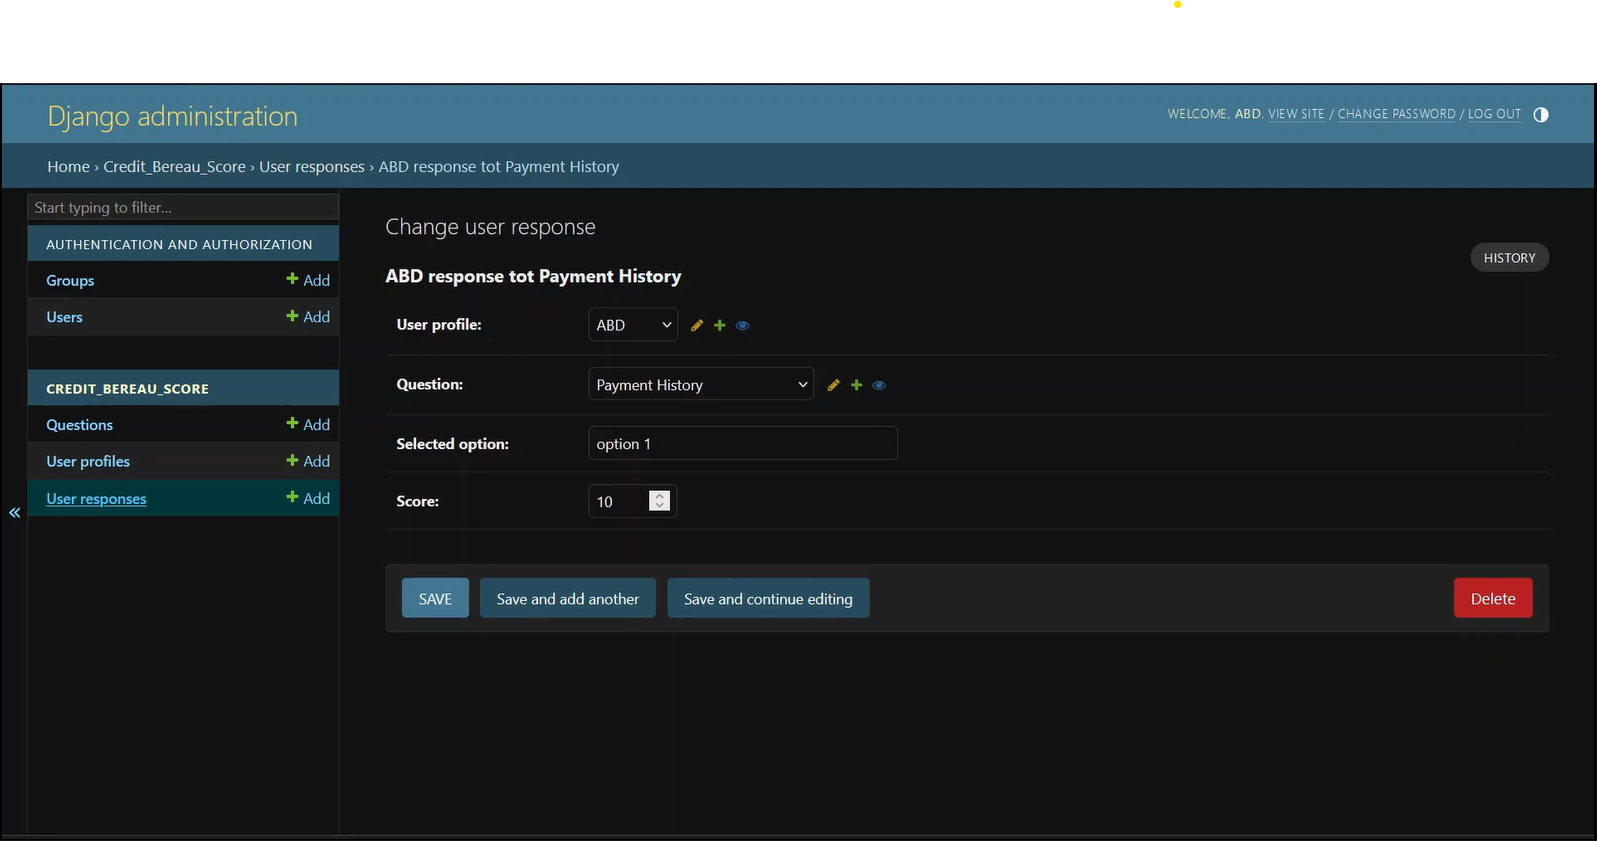 Django administration
WELCOME, ABD. VIEW SITE / CHANGE PASSWORD / LOG OUT
Home › Credit_Bereau_Score › User responses › ABD response tot Payment History
Start typing to filter...
AUTHENTICATION AND AUTHORIZATION
Groups + Add
Users + Add
CREDIT_BEREAU_SCORE
Questions + Add
User profiles + Add
User responses + Add
«
Change user response
HISTORY
ABD response tot Payment History
User profile: ABD
Question: Payment History
Selected option: option 1
Score: 10
SAVE Save and add another Save and continue editing Delete